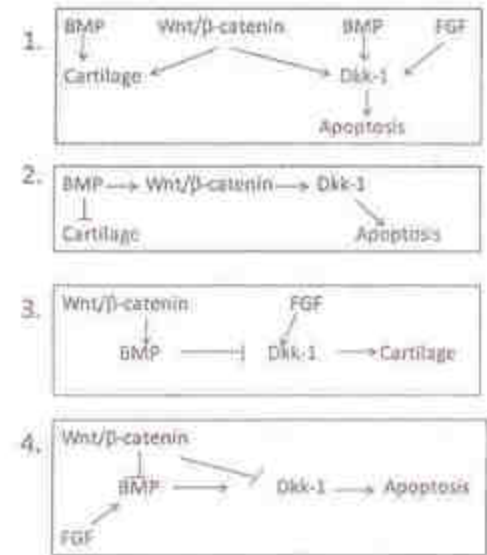 1.
BMP Wnt/β-catenin BMP FGF
Cartilage Dkk-1
Apoptosis
2.
BMP Wnt/β-catenin Dkk-1
Cartilage Apoptosis
3.
Wnt/β-catenin FGF
BMP Dkk-1 Cartilage
4.
Wnt/β-catenin
BMP Dkk-1 Apoptosis
FGF